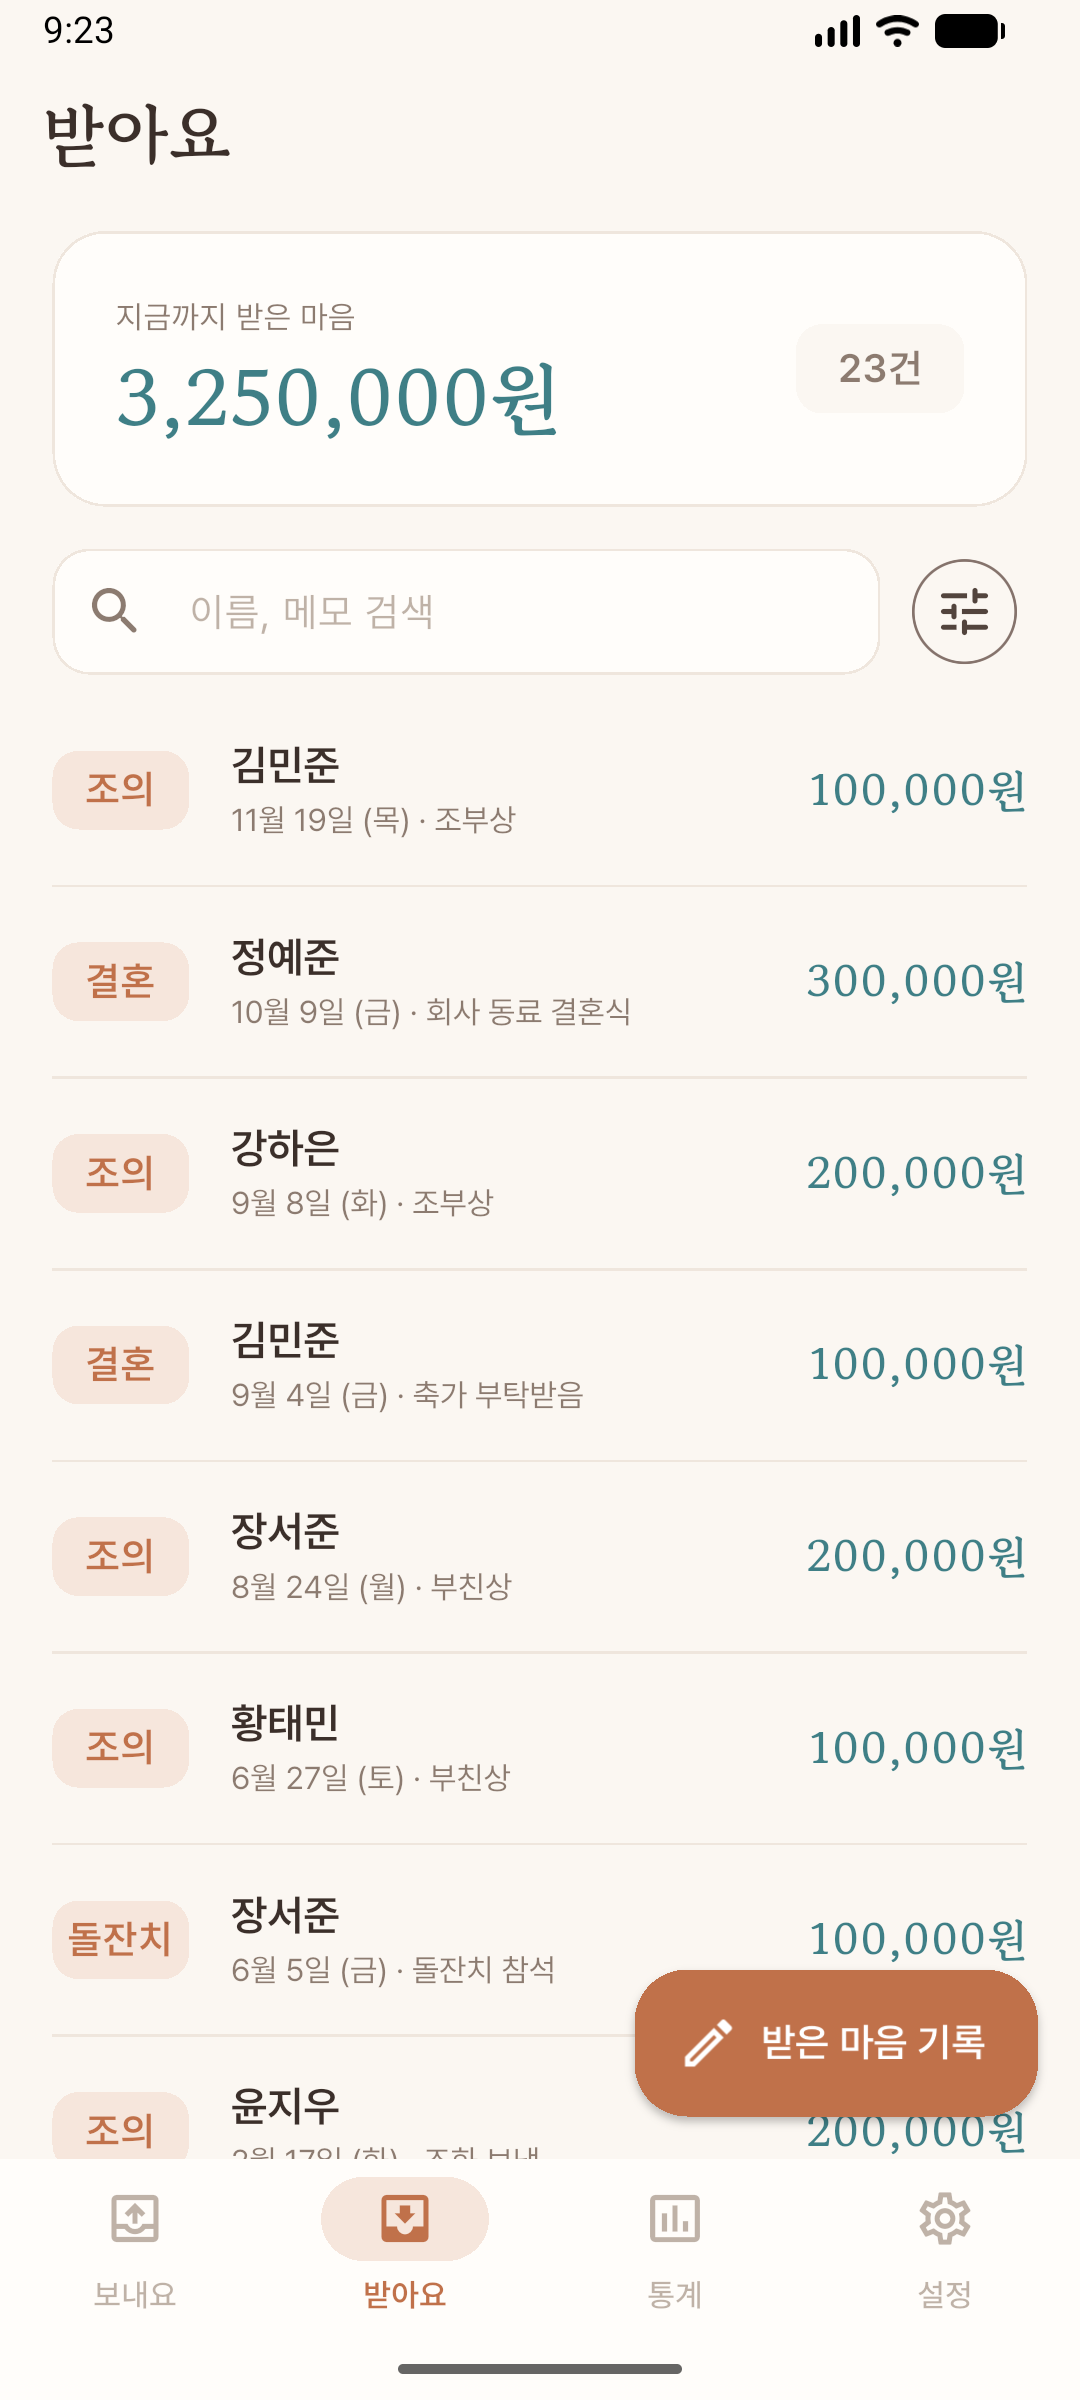 9:23
받아요
지금까지 받은 마음
3,250,000원
23건
이름, 메모 검색
조의
김민준
11월 19일 (목) · 조부상
100,000원
결혼
정예준
10월 9일 (금) · 회사 동료 결혼식
300,000원
조의
강하은
9월 8일 (화) · 조부상
200,000원
결혼
김민준
9월 4일 (금) · 축가 부탁받음
100,000원
조의
장서준
8월 24일 (월) · 부친상
200,000원
조의
황태민
6월 27일 (토) · 부친상
100,000원
돌잔치
장서준
6월 5일 (금) · 돌잔치 참석
100,000원
받은 마음 기록
조의
윤지우
200,000원
보내요
받아요
통계
설정